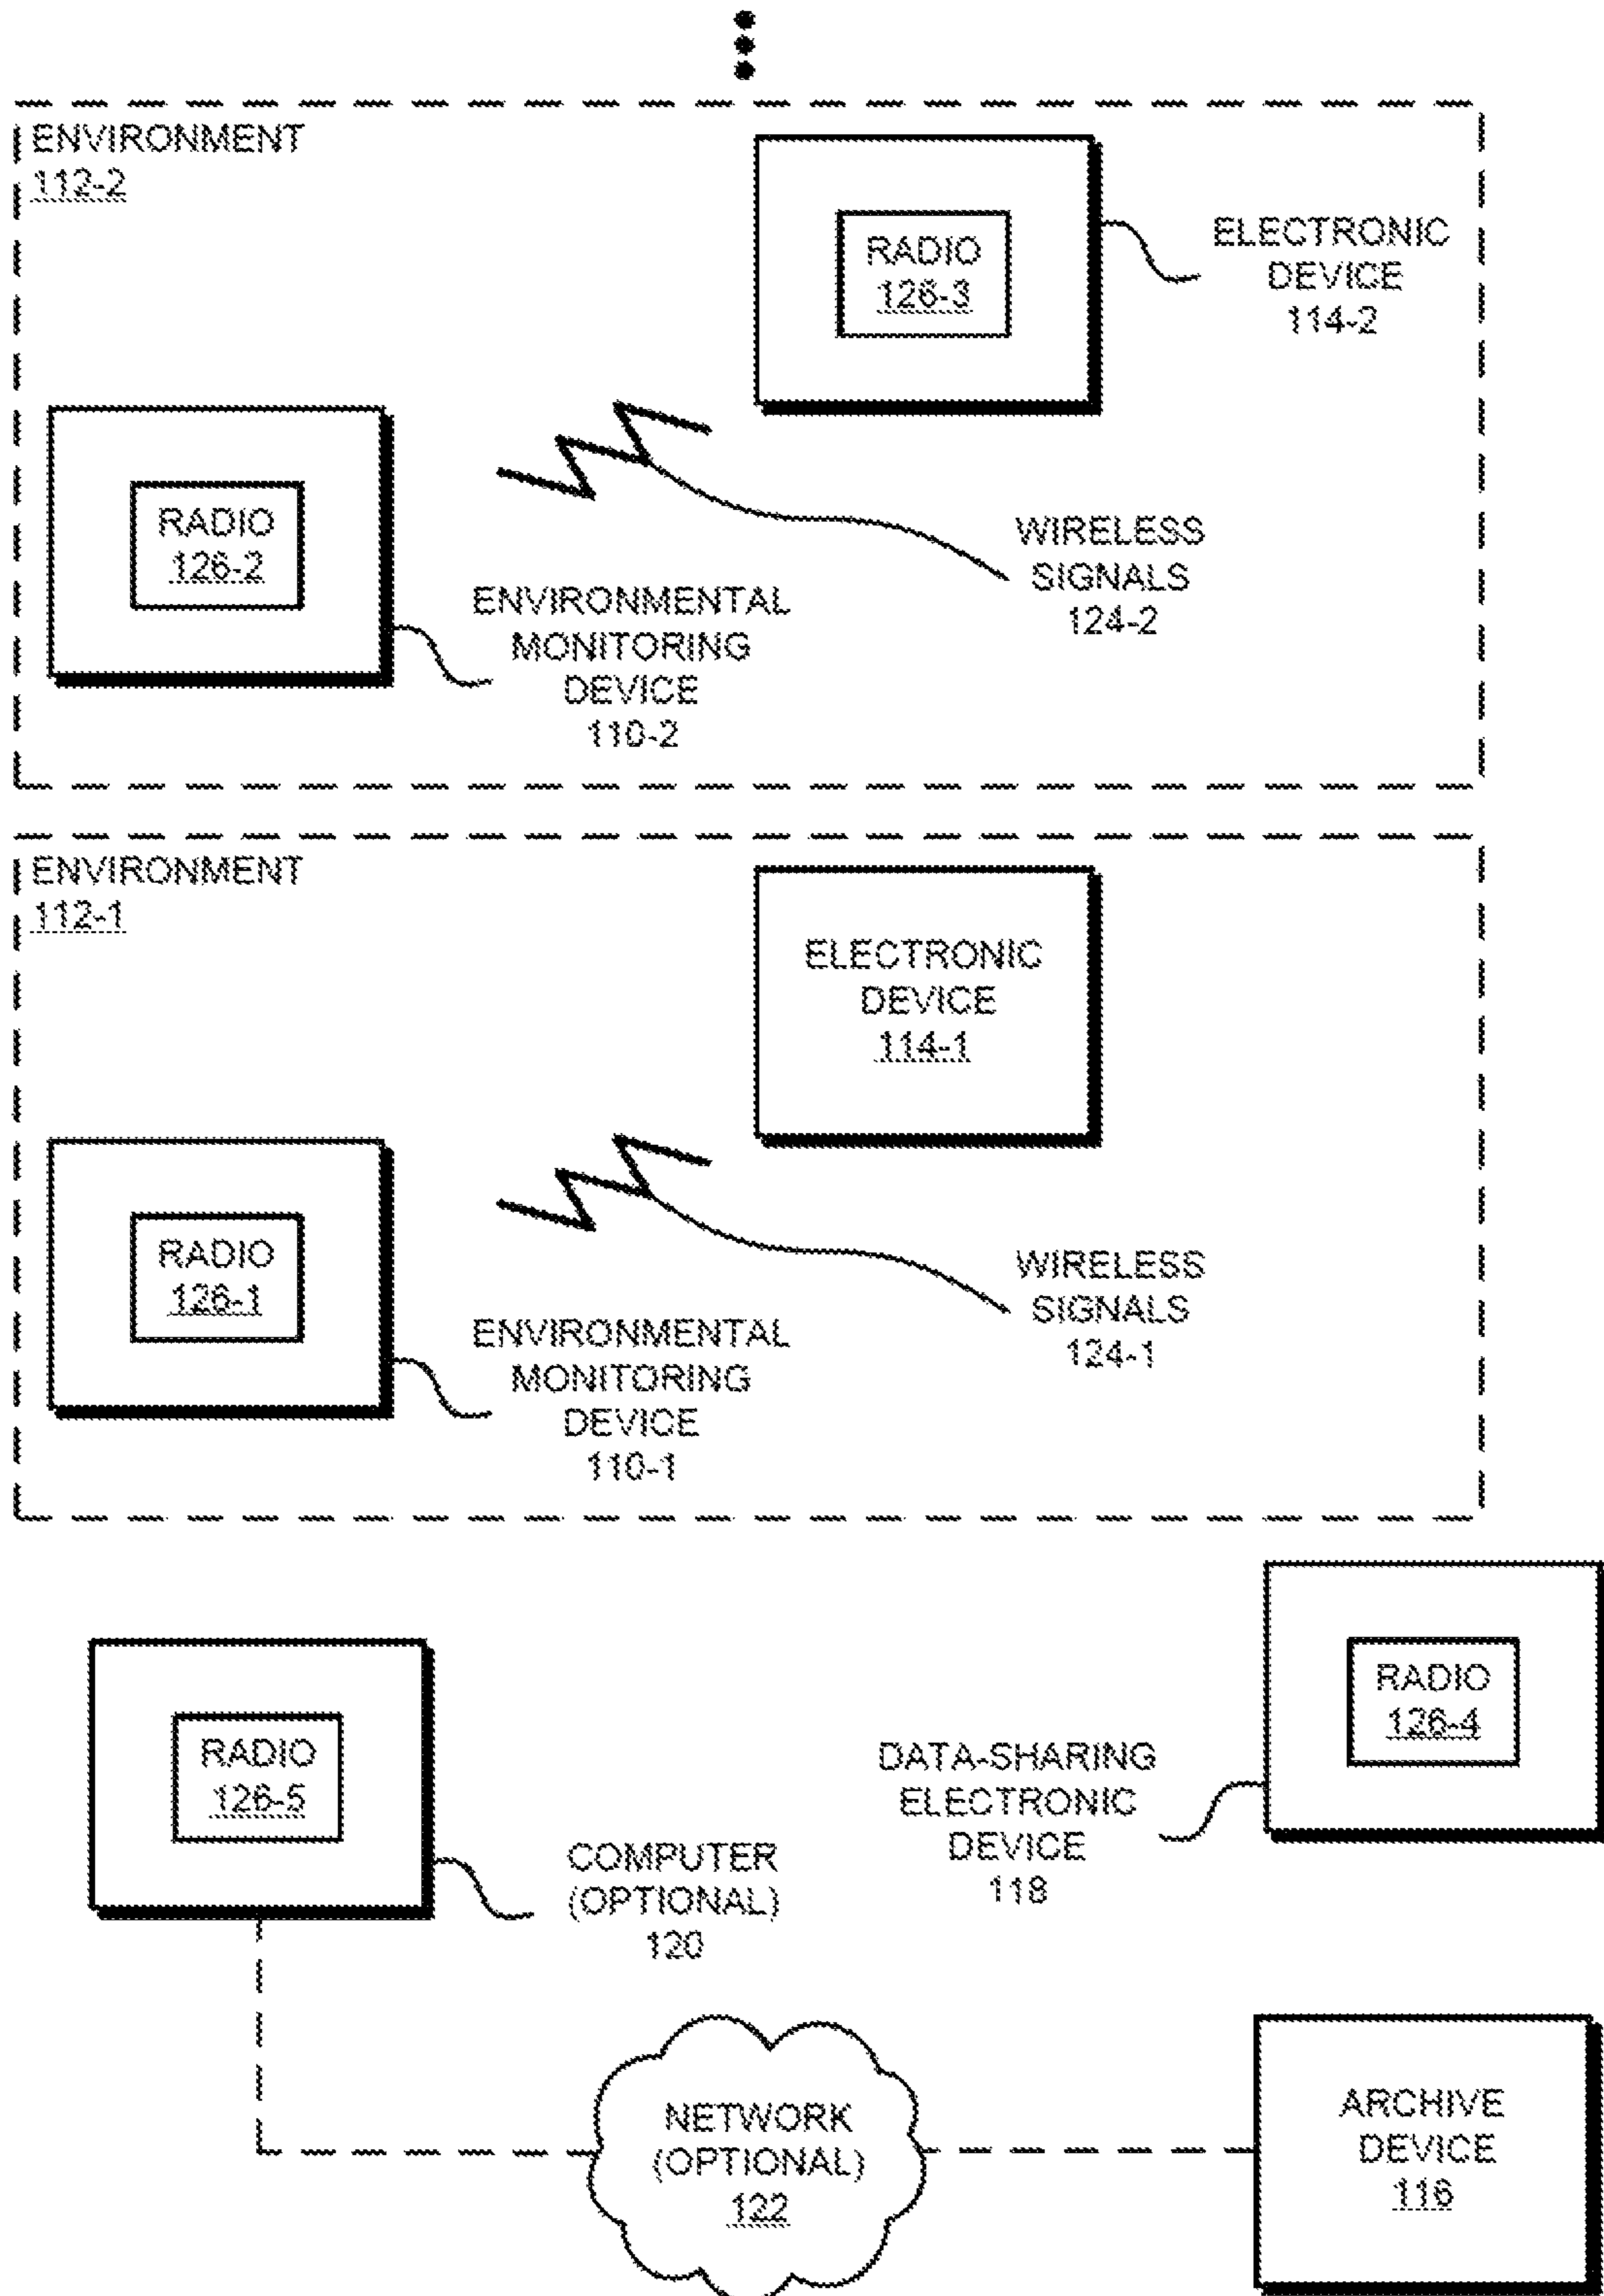 ENVIRONMENT
112-2
RADIO
126-3
ELECTRONIC
DEVICE
114-2
RADIO
126-2
WIRELESS
SIGNALS
124-2
ENVIRONMENTAL
MONITORING
DEVICE
110-2
ENVIRONMENT
112-1
ELECTRONIC
DEVICE
114-1
RADIO
126-1
WIRELESS
SIGNALS
124-1
ENVIRONMENTAL
MONITORING
DEVICE
110-1
RADIO
126-4
DATA-SHARING
ELECTRONIC
DEVICE
118
RADIO
126-5
COMPUTER
(OPTIONAL)
120
NETWORK
(OPTIONAL)
122
ARCHIVE
DEVICE
116